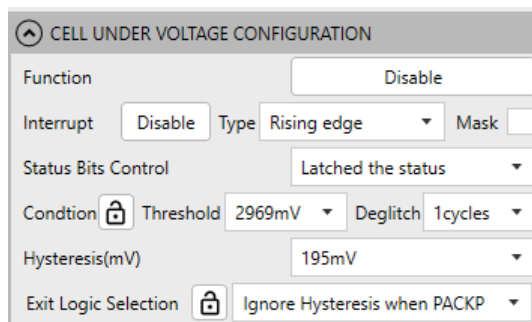 CELL UNDER VOLTAGE CONFIGURATION
Function Disable
Interrupt Disable Type Rising edge Mask
Status Bits Control Latched the status
Condtion Threshold 2969mV Deglitch 1cycles
Hysteresis(mV) 195mV
Exit Logic Selection Ignore Hysteresis when PACKP